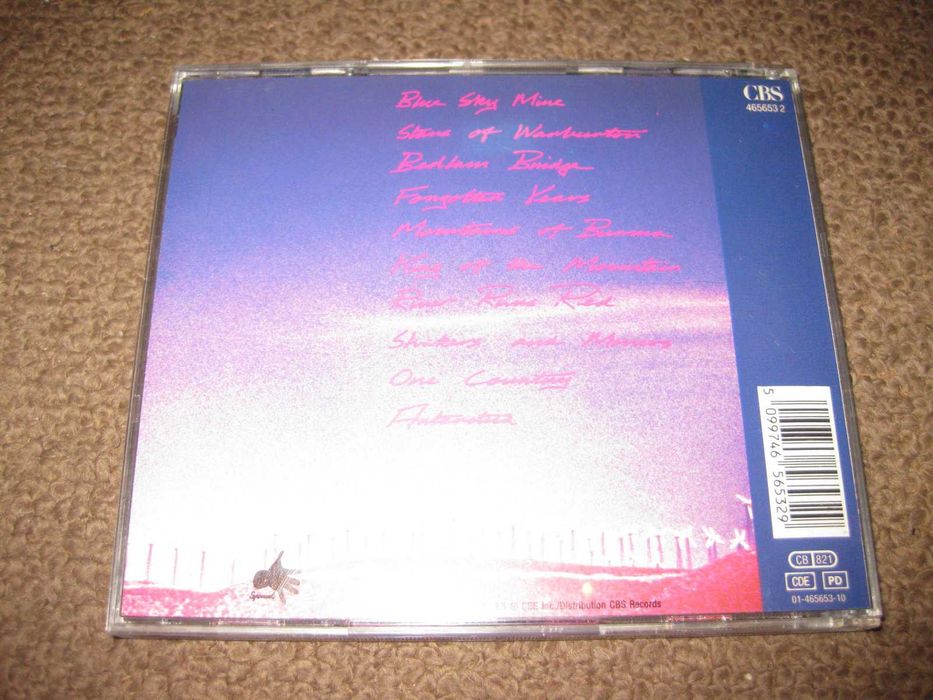 Blue Sky Mine
Stars of Warburton
Bedlam Bridge
Forgotten Years
Mountains of Burma
King of the Mountain
River Runs Red
Shakers and Movers
One Country
Antarctica
CBS
465653 2
5 099746 565329
CB 821
CDE PD
01-465653-10
Sprint
CBS Inc./Distribution CBS Records